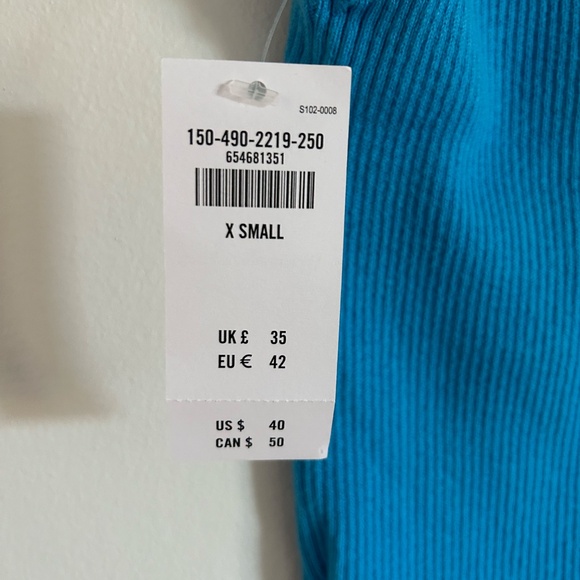 S102-0008
150-490-2219-250
654681351
X SMALL
UK £ 35
EU € 42
US $ 40
CAN $ 50